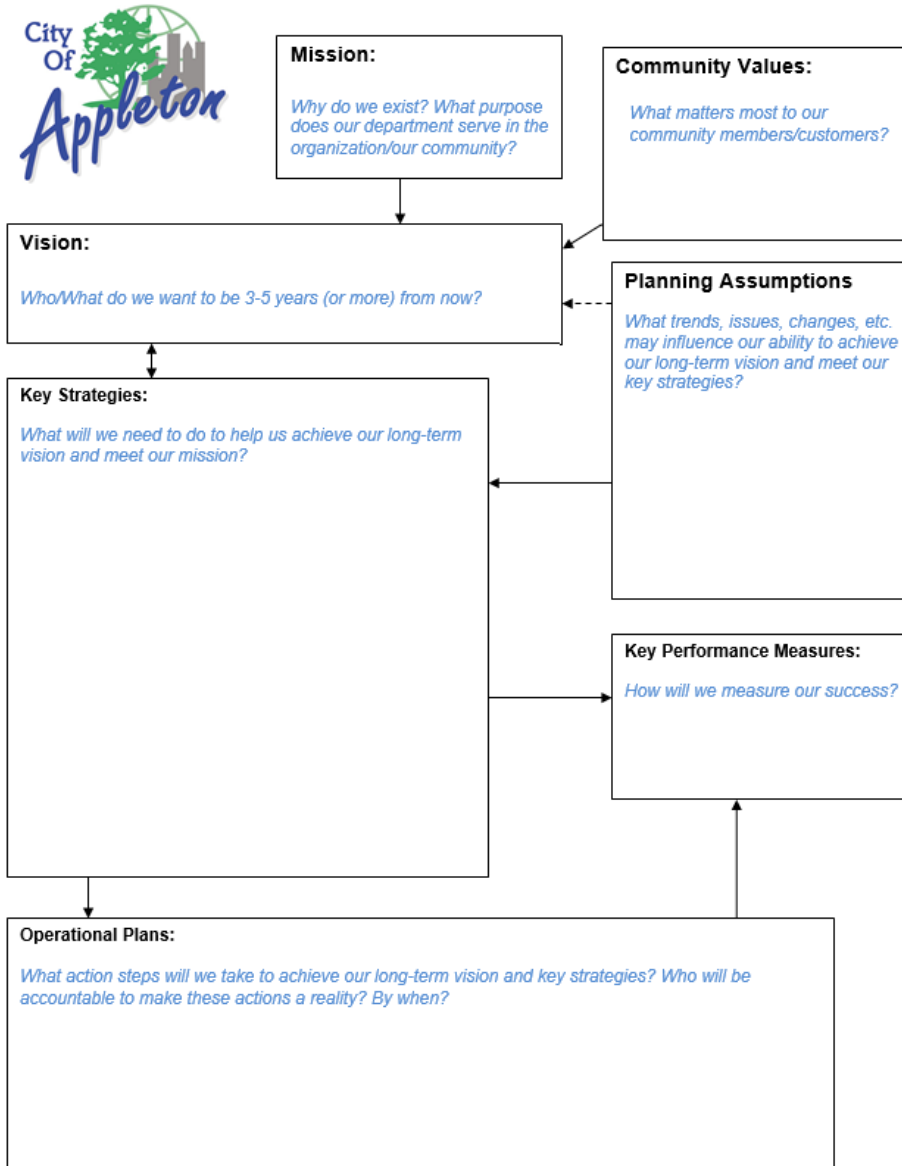 City
Of
Appleton
Mission:
Why do we exist? What purpose
does our department serve in the
organization/our community?
Community Values:
What matters most to our
community members/customers?
Vision:
Who/What do we want to be 3-5 years (or more) from now?
Planning Assumptions
What trends, issues, changes, etc.
may influence our ability to achieve
our long-term vision and meet our
key strategies?
Key Strategies:
What will we need to do to help us achieve our long-term
vision and meet our mission?
Key Performance Measures:
How will we measure our success?
Operational Plans:
What action steps will we take to achieve our long-term vision and key strategies? Who will be
accountable to make these actions a reality? By when?